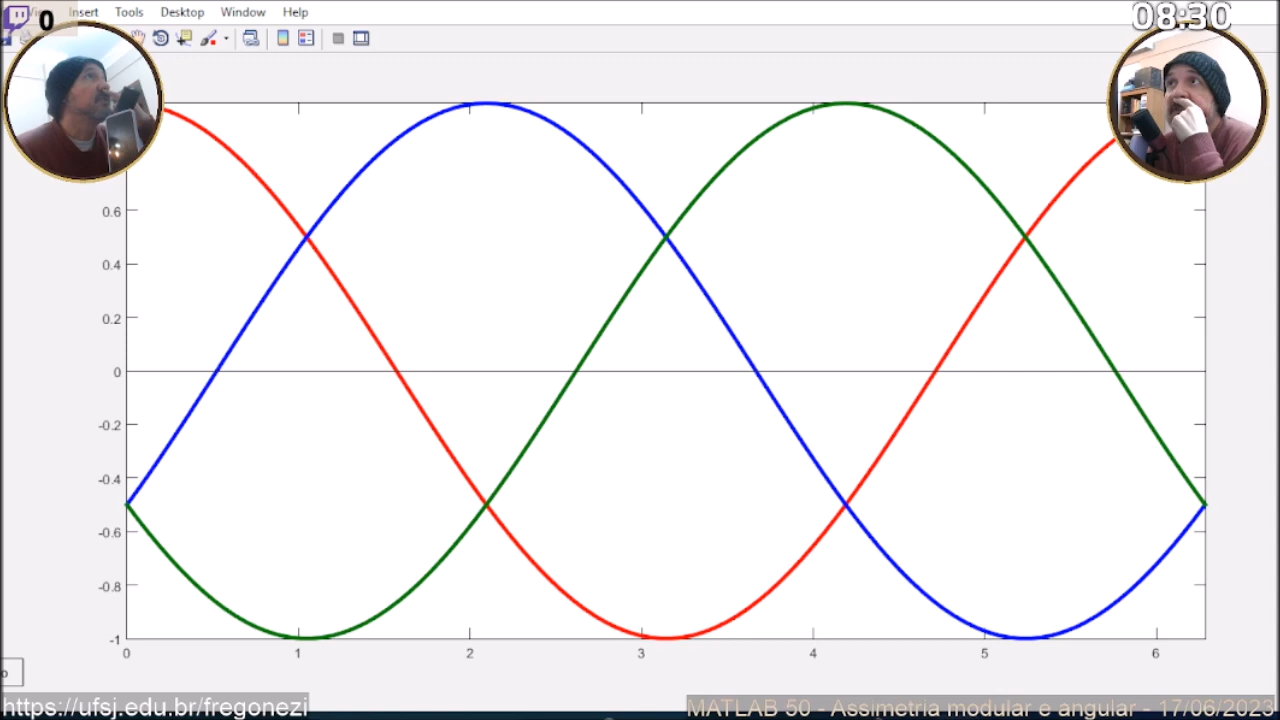 0
Insert Tools Desktop Window Help
08:30
0.6
0.4
0.2
0
-0.2
-0.4
-0.6
-0.8
-1
0 1 2 3 4 5 6
https://ufsj.edu.br/fregonezi
MATLAB 50 - Assimetria modular e angular - 17/06/2023